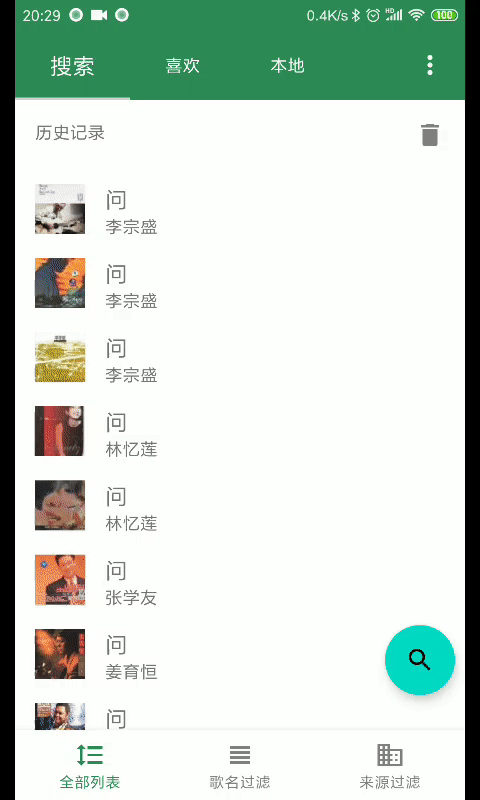 20:29 0.4K/s HD 100
搜索 喜欢 本地
历史记录
问
李宗盛
问
李宗盛
问
李宗盛
问
林忆莲
问
林忆莲
问
张学友
问
姜育恒
问
全部列表 歌名过滤 来源过滤